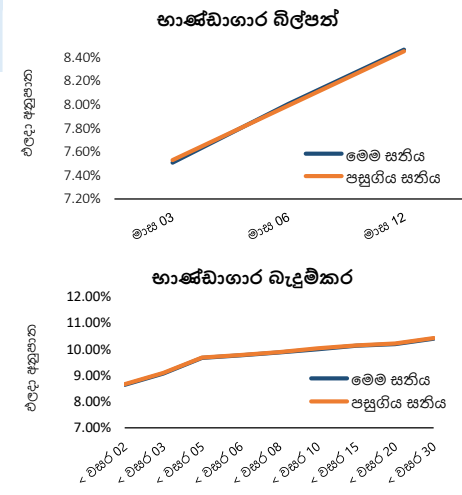 භාණ්ඩාගාර බිල්පත්
ඵලදා අනුපාත
8.40%
8.20%
8.00%
7.80%
7.60%
7.40%
7.20%
මෙම සතිය
පසුගිය සතිය
මාස 03
මාස 06
මාස 12
භාණ්ඩාගාර බැඳුම්කර
ඵලදා අනුපාත
12.00%
11.00%
10.00%
9.00%
8.00%
7.00%
මෙම සතිය
පසුගිය සතිය
< වසර 02
< වසර 03
< වසර 05
< වසර 06
< වසර 08
< වසර 10
< වසර 15
< වසර 20
< වසර 30